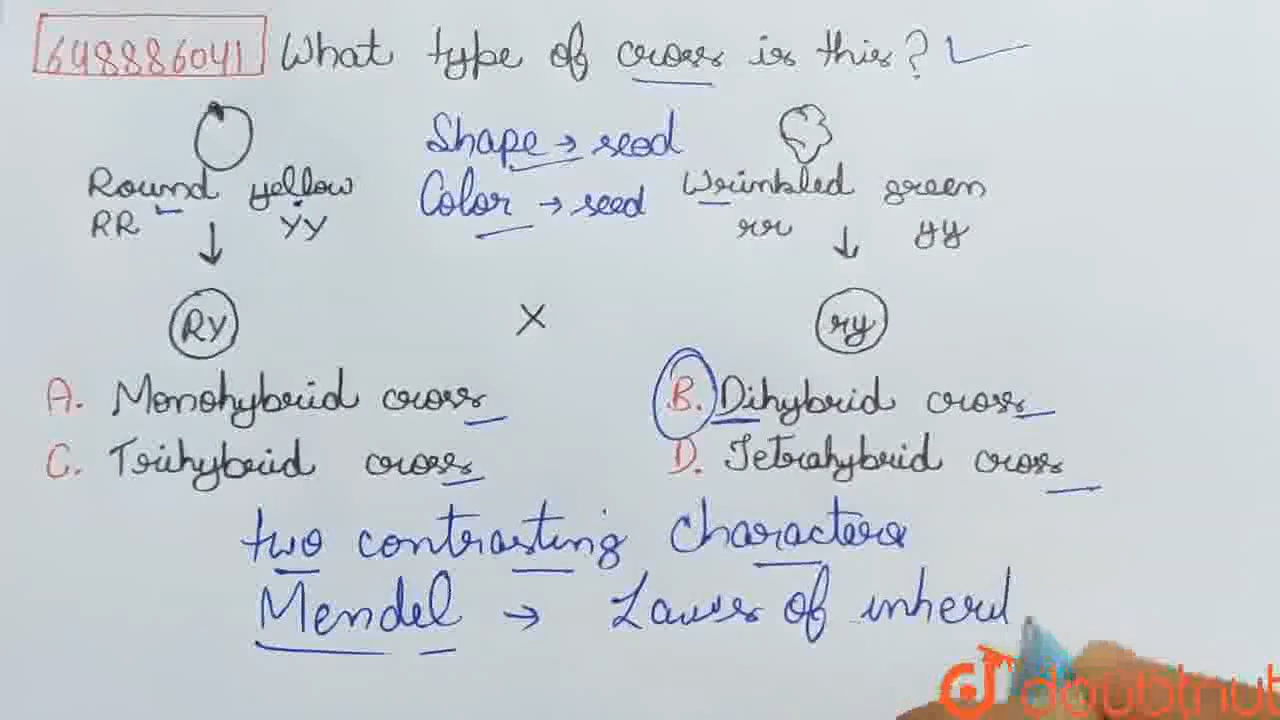 648886041 What type of cross is this?
Shape → seed
Round yellow
Color → seed
Wrinkled green
RR YY
rr yy
RY
X
ry
A. Monohybrid cross
B. Dihybrid cross
C. Trihybrid cross
D. Tetrahybrid cross
two contrasting characters
Mendel → Laws of inherit
doubtnut